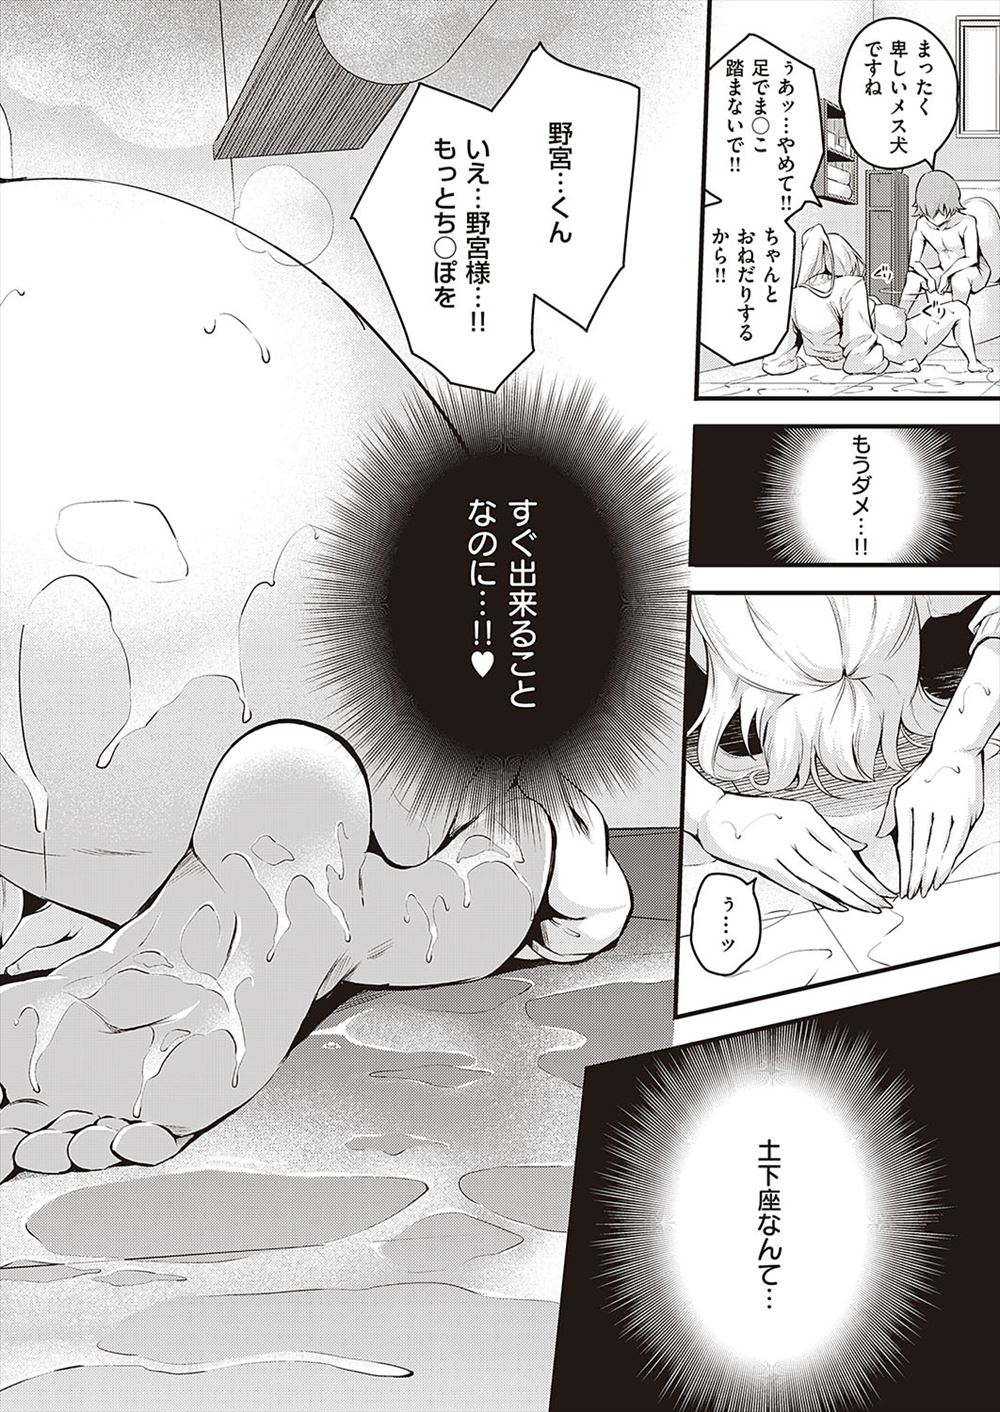 まったく
卑しいメス犬
ですね
ぅあッ…やめて!!
足でま〇こ
踏まないで!!
ちゃんと
おねだりする
から!!
ぐい
ぐり
もうダメ…!!
ぅ…ッ
土下座なんて…
野宮…くん
いえ…野宮様…!!
もっとち〇ぽを
すぐ出来ること
なのに…!!♥